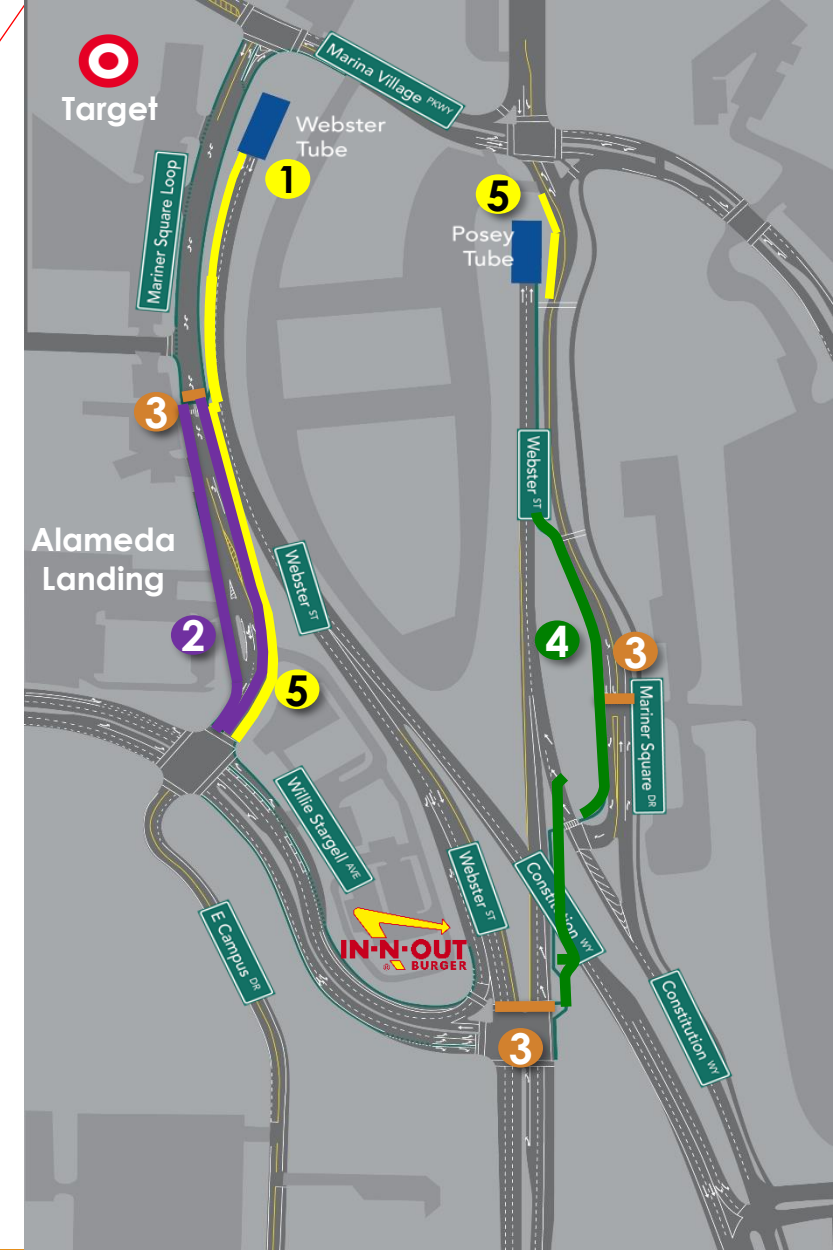 Target
Marina Village PKWY
Webster
Tube
1
Mariner Square Loop
5
Posey
Tube
3
Webster ST
Alameda
Landing
Webster ST
2
4
3
5
Mariner Square DR
Willie Stargell AVE
Webster ST
Constitution WY
E Campus DR
IN-N-OUT
® BURGER
Constitution WY
3